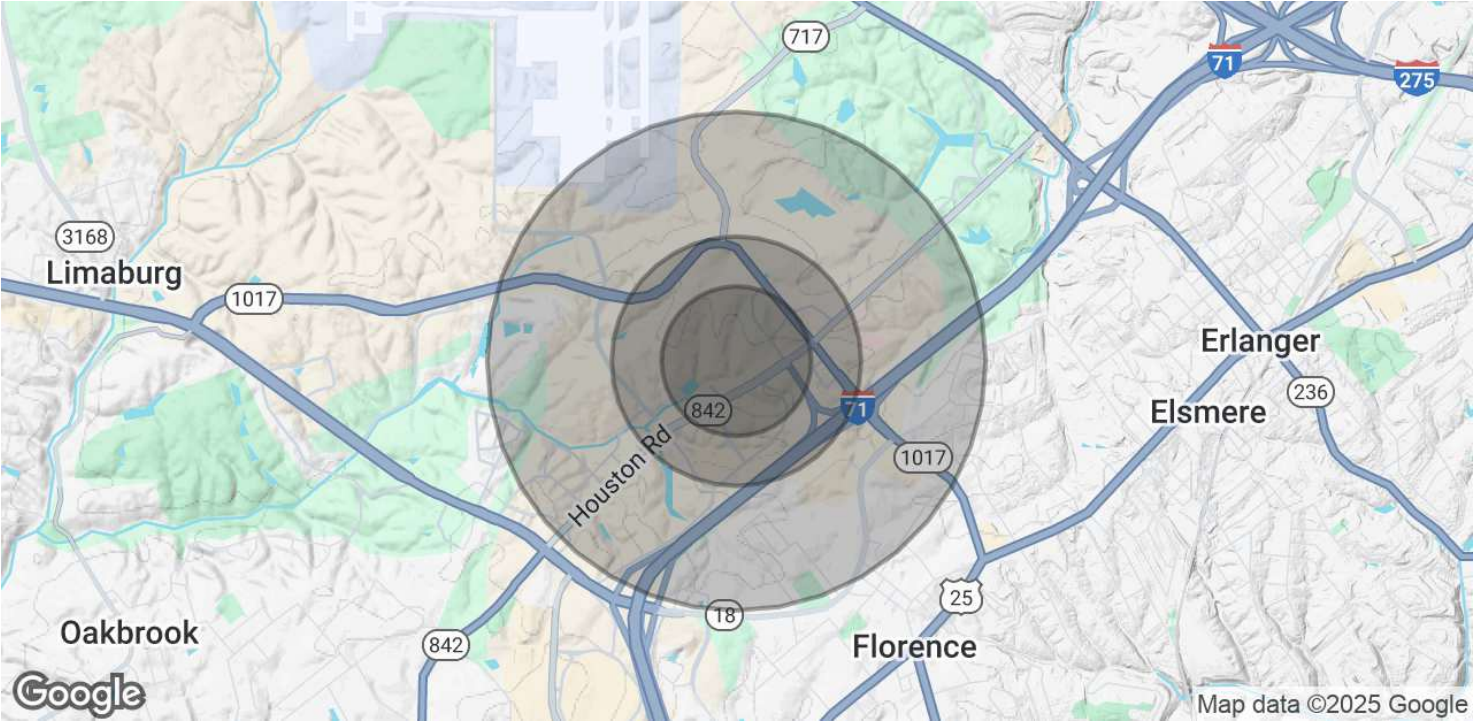 717
71
275
3168
Limaburg
1017
Erlanger
236
Elsmere
842
71
1017
Houston Rd
25
18
Oakbrook
842
Florence
Google
Map data ©2025 Google